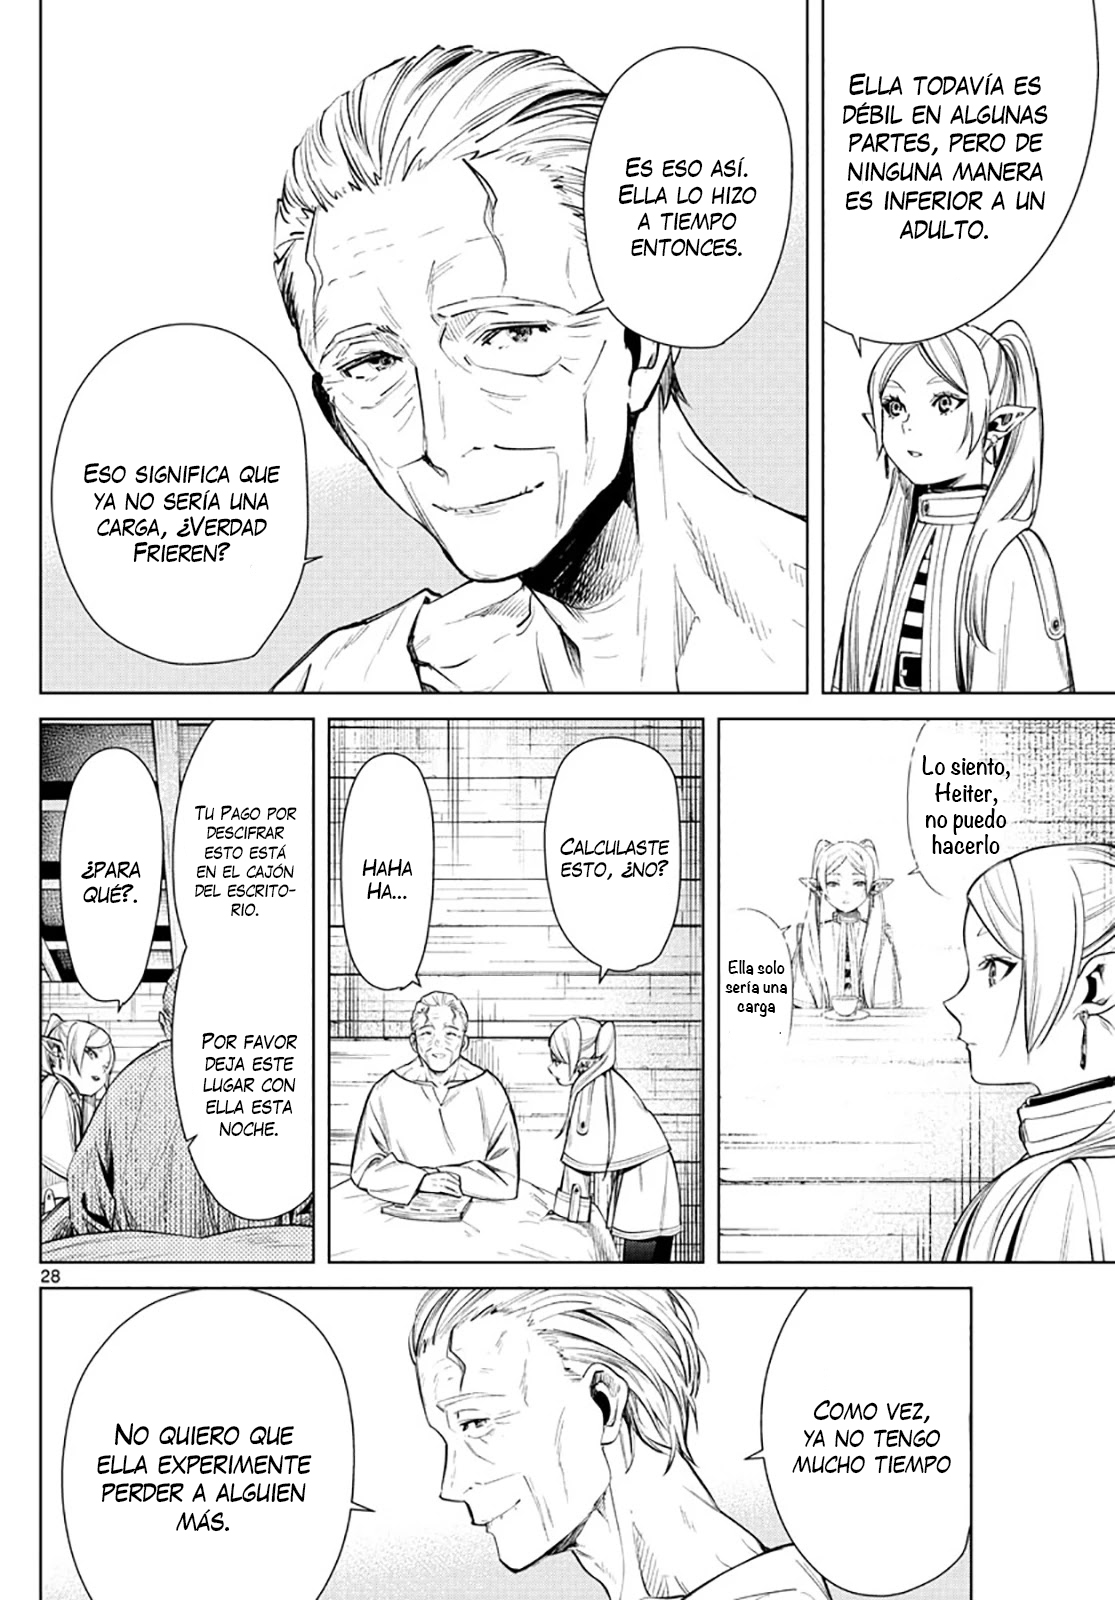 ELLA TODAVÍA ES
DÉBIL EN ALGUNAS
PARTES, PERO DE
NINGUNA MANERA
ES INFERIOR A UN
ADULTO.
ES ESO ASÍ.
ELLA LO HIZO
A TIEMPO
ENTONCES.
ESO SIGNIFICA QUE
YA NO SERÍA UNA
CARGA, ¿VERDAD
FRIEREN?
Lo siento,
Heiter,
no puedo
hacerlo
Ella solo
sería una
carga
CALCULASTE
ESTO, ¿NO?
HAHA
HA...
TU PAGO POR
DESCIFRAR
ESTO ESTÁ
EN EL CAJÓN
DEL ESCRITO-
RIO.
POR FAVOR
DEJA ESTE
LUGAR CON
ELLA ESTA
NOCHE.
¿PARA
QUÉ?.
28
COMO VEZ,
YA NO TENGO
MUCHO TIEMPO
NO QUIERO QUE
ELLA EXPERIMENTE
PERDER A ALGUIEN
MÁS.